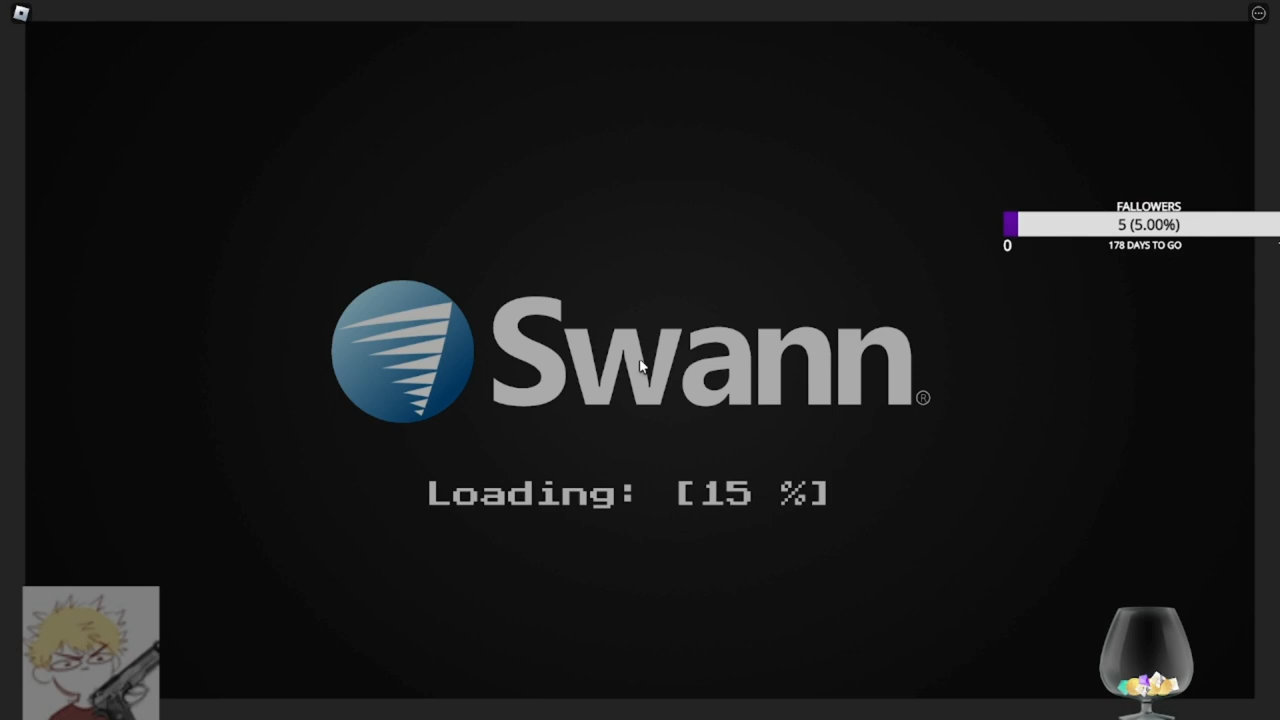 FALLOWERS
5 (5.00%)
0
178 DAYS TO GO
Swann®
Loading: [15 %]